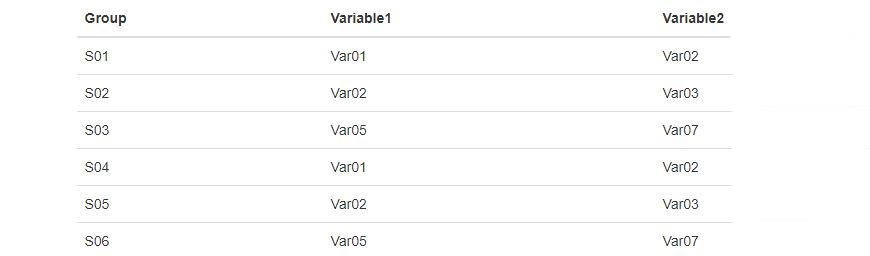 Group Variable1 Variable2
S01 Var01 Var02
S02 Var02 Var03
S03 Var05 Var07
S04 Var01 Var02
S05 Var02 Var03
S06 Var05 Var07